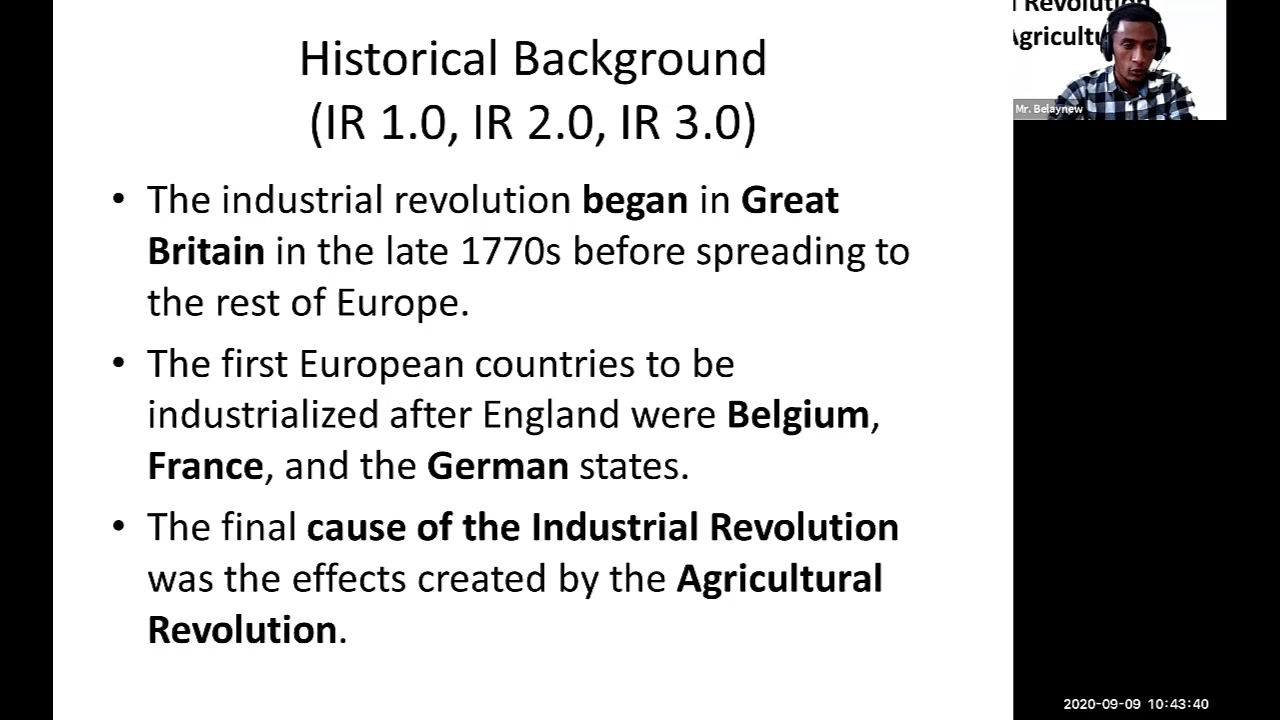 Historical Background
(IR 1.0, IR 2.0, IR 3.0)
• The industrial revolution began in Great
Britain in the late 1770s before spreading to
the rest of Europe.
• The first European countries to be
industrialized after England were Belgium,
France, and the German states.
• The final cause of the Industrial Revolution
was the effects created by the Agricultural
Revolution.
l Revolution
Agricultu
Mr. Belaynew
2020-09-09 10:43:40